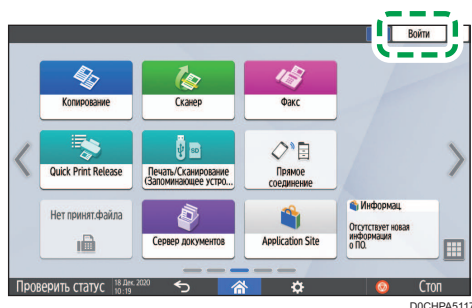 Войти
Копирование
Сканер
Факс
Quick Print Release
Печать/Сканирование
(Запоминающее устро...
SD
Прямое
соединение
Нет принят.файла
Сервер документов
Application Site
Информац.
Отсутствует новая
информация
о ПО.
Проверить статус
18 Дек. 2020
10:19
Стоп
D0CHPA5117